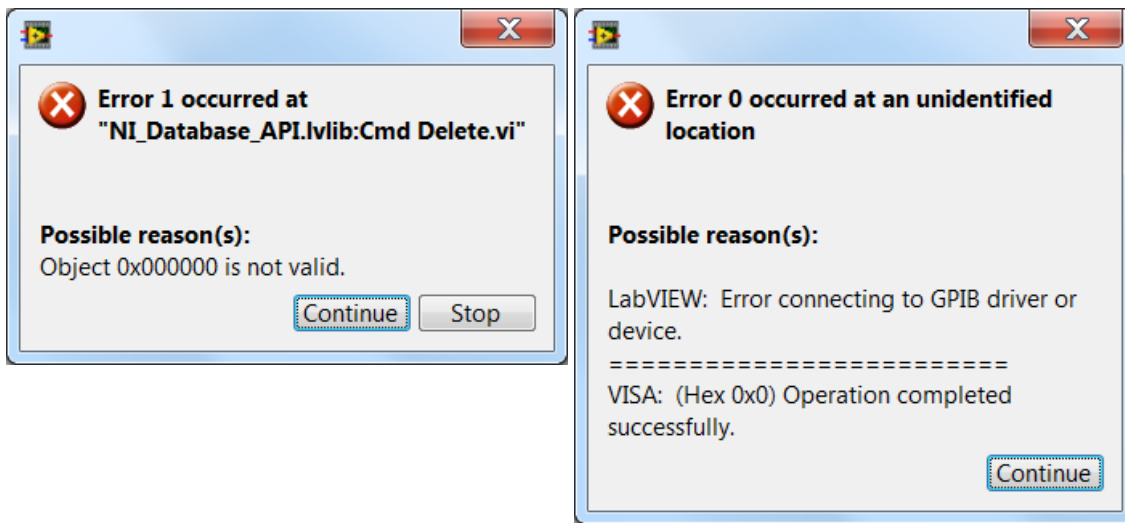 X
Error 1 occurred at
"NI_Database_API.lvlib:Cmd Delete.vi"
Possible reason(s):
Object 0x000000 is not valid.
Continue Stop
X
Error 0 occurred at an unidentified
location
Possible reason(s):
LabVIEW:  Error connecting to GPIB driver or
device.
=========================
VISA:  (Hex 0x0) Operation completed
successfully.
Continue